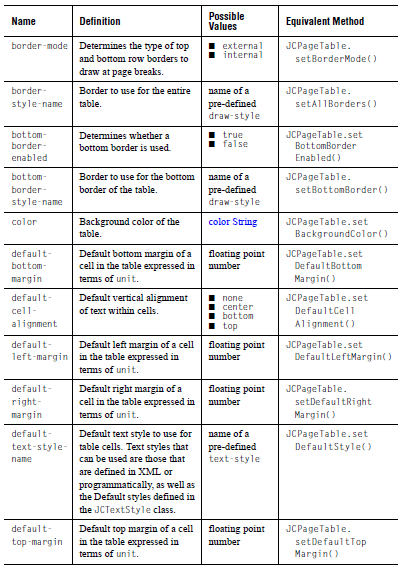 Name Definition Possible Values Equivalent Method
border-mode Determines the type of top ■ external JCPageTable.
and bottom row borders to ■ internal setBorderMode()
draw at page breaks.
border- Border to use for the entire name of a JCPageTable.
style-name table. pre-defined setAllBorders()
draw-style
bottom- Determines whether a ■ true JCPageTable.set
border- bottom border is used. ■ false BottomBorder
enabled Enabled()
bottom- Border to use for the bottom name of a JCPageTable.
border- border of the table. pre-defined setBottomBorder()
style-name draw-style
color Background color of the color String JCPageTable.set
table. BackgroundColor()
default- Default bottom margin of a floating point JCPageTable.set
bottom- cell in the table expressed in number DefaultBottom
margin terms of unit. Margin()
default- Default vertical alignment ■ none JCPageTable.set
cell- of text within cells. ■ center DefaultCell
alignment ■ bottom Alignment()
■ top
default- Default left margin of a cell floating point JCPageTable.set
left-margin in the table expressed in number DefaultLeftMargin()
terms of unit.
default- Default right margin of a floating point JCPageTable.
right- cell in the table expressed in number setDefaultRight
margin terms of unit. Margin()
default- Default text style to use for name of a JCPageTable.set
text-style- table cells. Text styles that pre-defined DefaultStyle()
name can be used are those that text-style
are defined in XML or
programmatically, as well as
the Default styles defined in
the JCTextStyle class.
default- Default top margin of a cell floating point JCPageTable.
top-margin in the table expressed in number setDefaultTop
terms of unit. Margin()